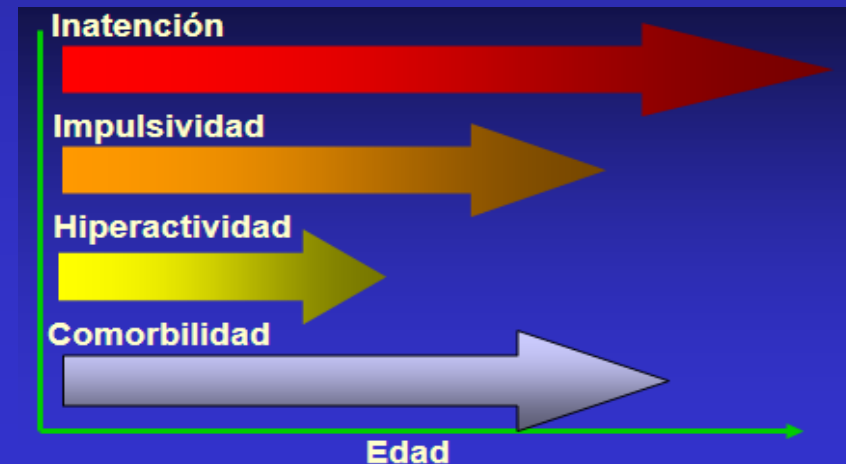 Inatención
Impulsividad
Hiperactividad
Comorbilidad
Edad